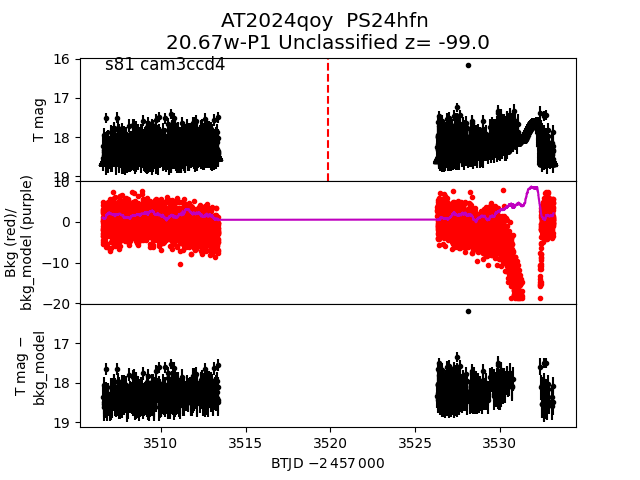 AT2024qoy  PS24hfn
20.67w-P1 Unclassified z= -99.0
s81 cam3ccd4
T mag
16
17
18
19
Bkg (red)/
bkg_model (purple)
10
0
−10
−20
T mag −
bkg_model
17
18
19
3510
3515
3520
3525
3530
BTJD −2 457 000